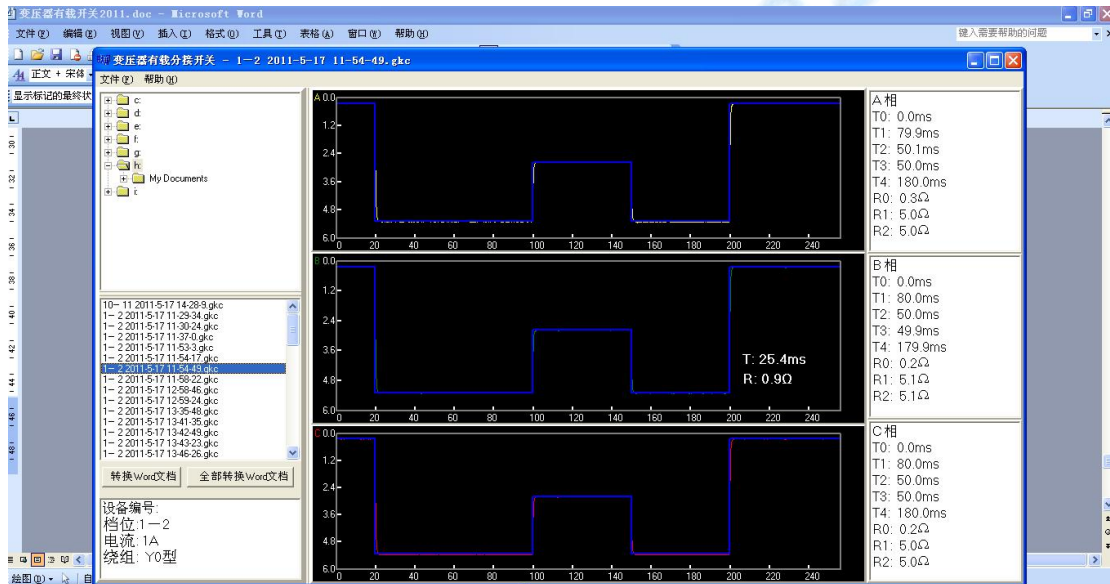 变压器有载开关2011.doc - Microsoft Word
文件(F) 编辑(E) 视图(V) 插入(I) 格式(O) 工具(T) 表格(A) 窗口(W) 帮助(H) 键入需要帮助的问题
正文 + 宋体
显示标记的最终状
变压器有载分接开关 - 1-2 2011-5-17 11-54-49.gkc
文件(F) 帮助(H)
c:
d:
e:
f:
g:
h:
My Documents
i:
10- 11 2011-5-17 14-28-9.gkc
1- 2 2011-5-17 11-29-34.gkc
1- 2 2011-5-17 11-30-24.gkc
1- 2 2011-5-17 11-37-0.gkc
1- 2 2011-5-17 11-53-3.gkc
1- 2 2011-5-17 11-54-17.gkc
1- 2 2011-5-17 11-54-49.gkc
1- 2 2011-5-17 11-58-22.gkc
1- 2 2011-5-17 12-58-46.gkc
1- 2 2011-5-17 12-59-24.gkc
1- 2 2011-5-17 13-35-48.gkc
1- 2 2011-5-17 13-41-35.gkc
1- 2 2011-5-17 13-42-49.gkc
1- 2 2011-5-17 13-43-23.gkc
1- 2 2011-5-17 13-46-26.gkc
转换Word文档 全部转换Word文档
设备编号:
档位:1-2
电流:1A
绕组:Y0型
A 0.0
1.2
2.4
3.6
4.8
6.0
0 20 40 60 80 100 120 140 160 180 200 220 240
B 0.0
1.2
2.4
3.6
4.8
6.0
T: 25.4ms
R: 0.9Ω
0 20 40 60 80 100 120 140 160 180 200 220 240
C 0.0
1.2
2.4
3.6
4.8
6.0
0 20 40 60 80 100 120 140 160 180 200 220 240
A相
T0: 0.0ms
T1: 79.9ms
T2: 50.1ms
T3: 50.0ms
T4: 180.0ms
R0: 0.3Ω
R1: 5.0Ω
R2: 5.0Ω
B相
T0: 0.0ms
T1: 80.0ms
T2: 50.0ms
T3: 49.9ms
T4: 179.9ms
R0: 0.2Ω
R1: 5.1Ω
R2: 5.1Ω
C相
T0: 0.0ms
T1: 80.0ms
T2: 50.0ms
T3: 50.0ms
T4: 180.0ms
R0: 0.2Ω
R1: 5.0Ω
R2: 5.0Ω
30 32 34 36 38 40 42 44 46 48
绘图(D) 自